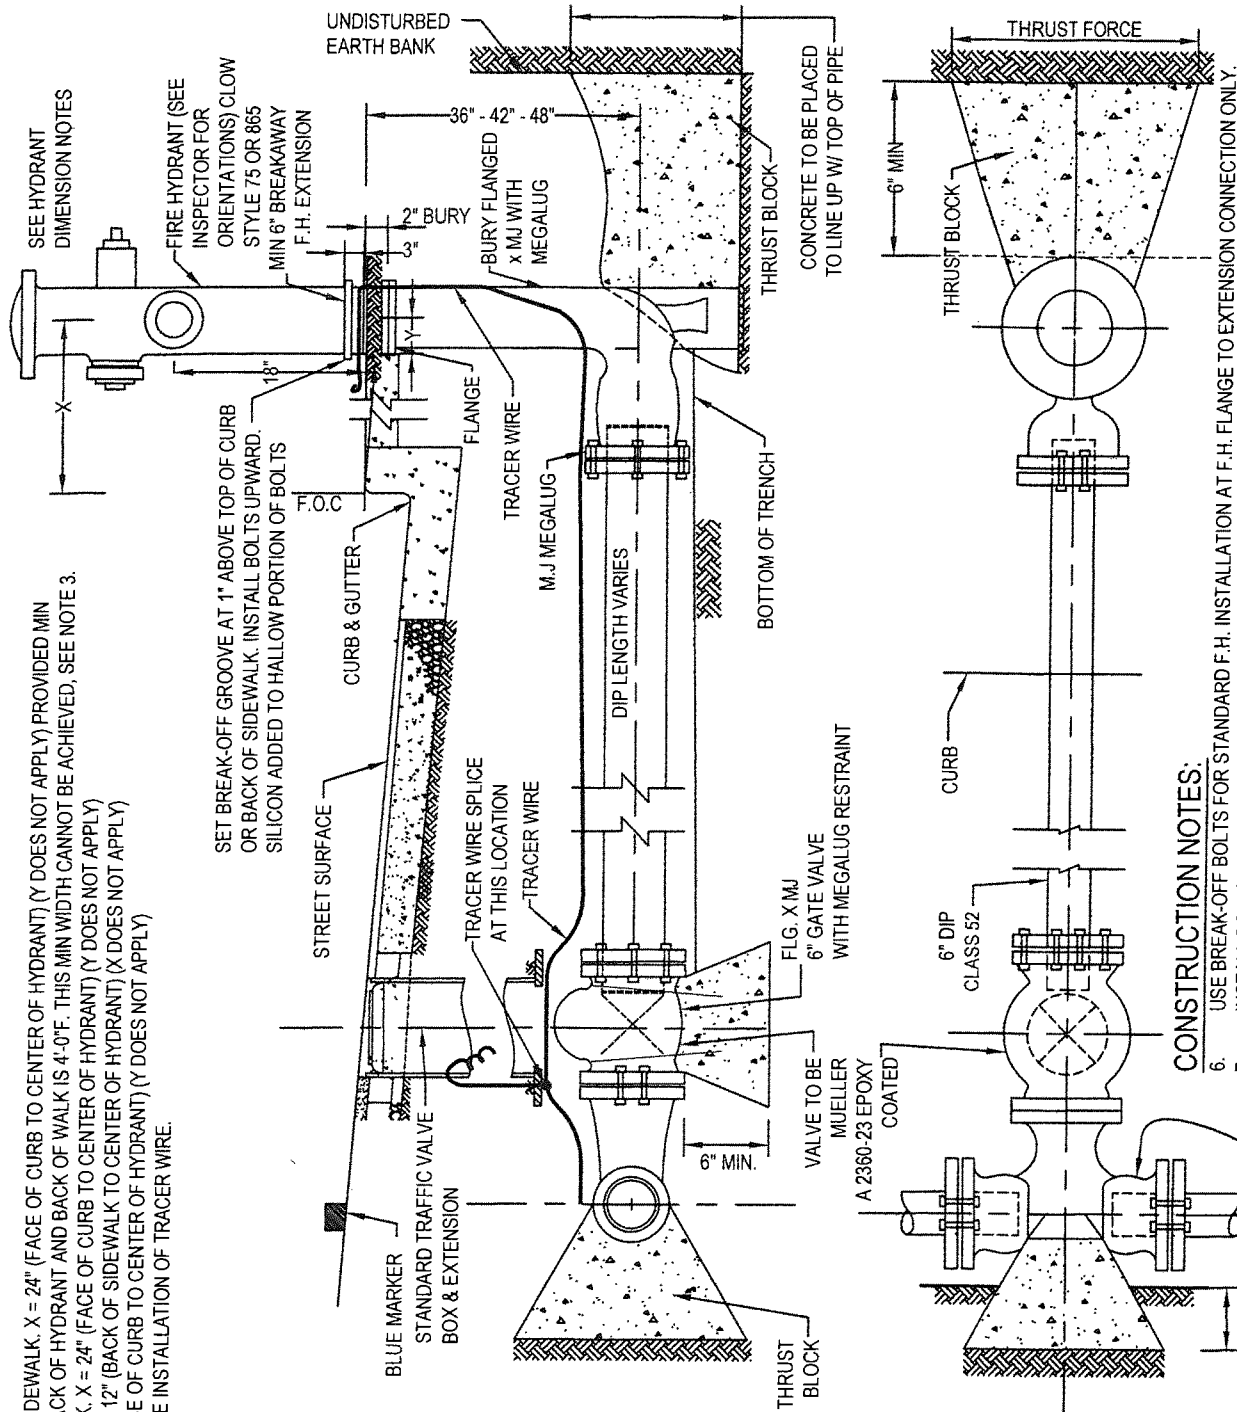 DEWALK. X = 24" (FACE OF CURB TO CENTER OF HYDRANT) (Y DOES NOT APPLY) PROVIDED MIN
CK OF HYDRANT AND BACK OF WALK IS 4'-0"F. THIS MIN WIDTH CANNOT BE ACHIEVED, SEE NOTE 3.
X = 24" (FACE OF CURB TO CENTER OF HYDRANT) (Y DOES NOT APPLY)
12" (BACK OF SIDEWALK TO CENTER OF HYDRANT) (X DOES NOT APPLY)
E OF CURB TO CENTER OF HYDRANT) (Y DOES NOT APPLY)
E INSTALLATION OF TRACER WIRE.
UNDISTURBED
EARTH BANK
SEE HYDRANT
DIMENSION NOTES
FIRE HYDRANT (SEE
INSPECTOR FOR
ORIENTATIONS) CLOW
STYLE 75 OR 865
MIN 6" BREAKAWAY
F.H. EXTENSION
36" - 42" - 48"
2" BURY
3"
BURY FLANGED
x MJ WITH
MEGALUG
THRUST BLOCK
CONCRETE TO BE PLACED
TO LINE UP W/ TOP OF PIPE
X
18"
Y
SET BREAK-OFF GROOVE AT 1" ABOVE TOP OF CURB
OR BACK OF SIDEWALK. INSTALL BOLTS UPWARD.
SILICON ADDED TO HALLOW PORTION OF BOLTS
F.O.C
FLANGE
TRACER WIRE
CURB & GUTTER
M.J MEGALUG
BOTTOM OF TRENCH
STREET SURFACE
DIP LENGTH VARIES
TRACER WIRE SPLICE
AT THIS LOCATION
TRACER WIRE
FLG. X MJ
6" GATE VALVE
WITH MEGALUG RESTRAINT
BLUE MARKER
STANDARD TRAFFIC VALVE
BOX & EXTENSION
6" MIN.
VALVE TO BE
MUELLER
A 2360-23 EPOXY
COATED
THRUST
BLOCK
THRUST FORCE
6" MIN
THRUST BLOCK
CURB
6" DIP
CLASS 52
CONSTRUCTION NOTES:
6. USE BREAK-OFF BOLTS FOR STANDARD F.H. INSTALLATION AT F.H. FLANGE TO EXTENSION CONNECTION ONLY.